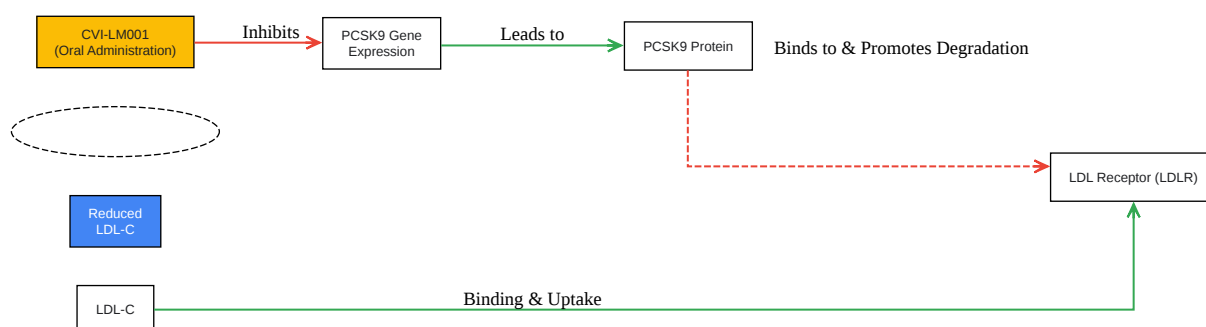 CVI-LM001
(Oral Administration)
Inhibits
PCSK9 Gene
Expression
Leads to
PCSK9 Protein
Binds to & Promotes Degradation
LDL Receptor (LDLR)
Reduced
LDL-C
LDL-C
Binding & Uptake